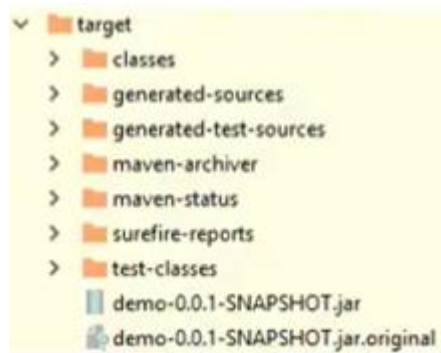 target
classes
generated-sources
generated-test-sources
maven-archiver
maven-status
surefire-reports
test-classes
demo-0.0.1-SNAPSHOT.jar
demo-0.0.1-SNAPSHOT.jar.original